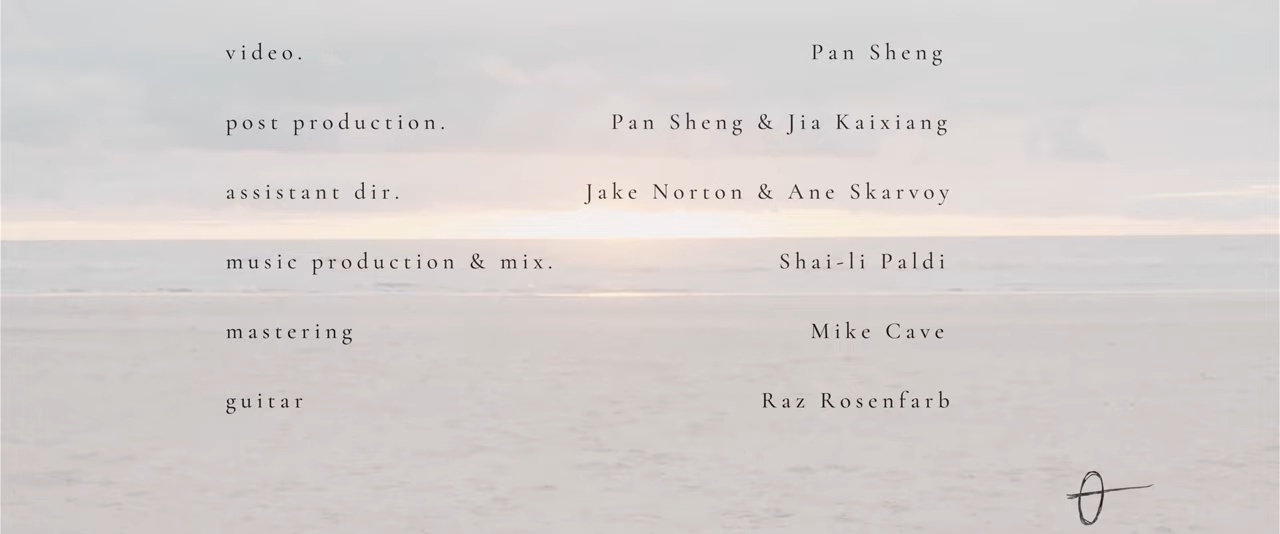 video. Pan Sheng
post production. Pan Sheng & Jia Kaixiang
assistant dir. Jake Norton & Ane Skarvoy
music production & mix. Shai-li Paldi
mastering Mike Cave
guitar Raz Rosenfarb